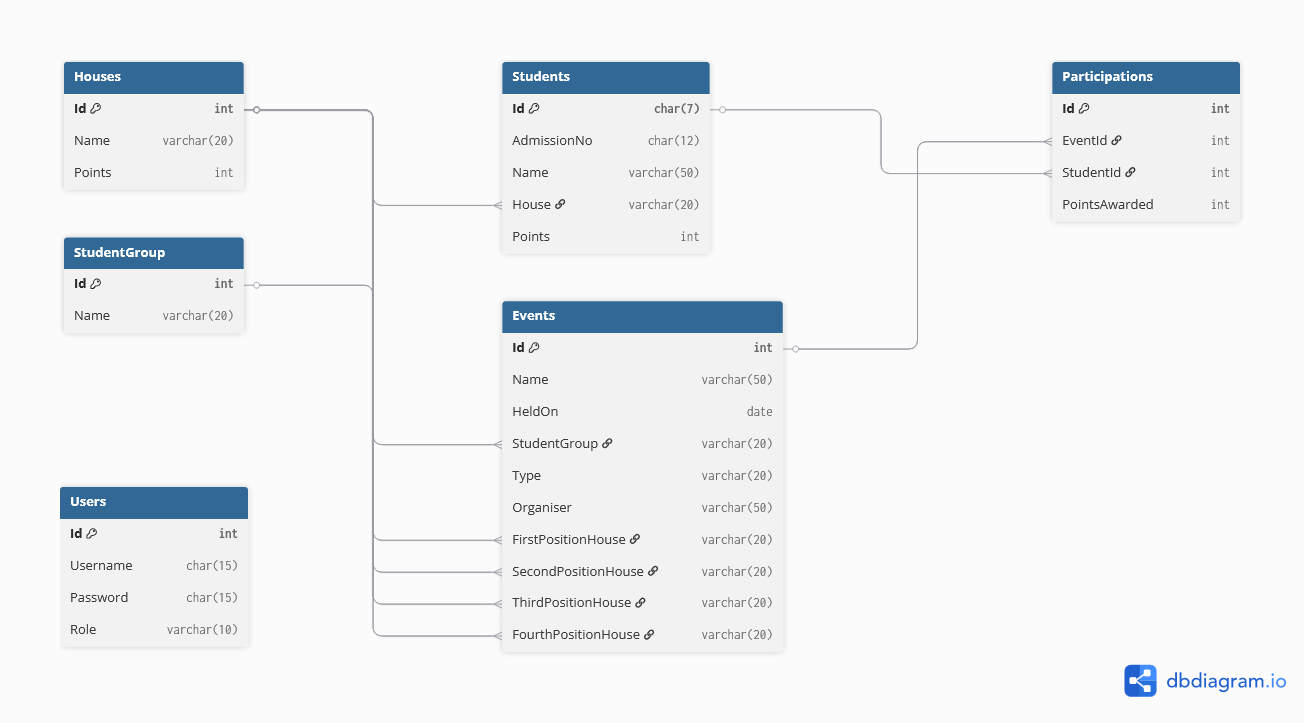 Houses
Id int
Name varchar(20)
Points int
StudentGroup
Id int
Name varchar(20)
Users
Id int
Username char(15)
Password char(15)
Role varchar(10)
Students
Id char(7)
AdmissionNo char(12)
Name varchar(50)
House varchar(20)
Points int
Events
Id int
Name varchar(50)
HeldOn date
StudentGroup varchar(20)
Type varchar(20)
Organiser varchar(50)
FirstPositionHouse varchar(20)
SecondPositionHouse varchar(20)
ThirdPositionHouse varchar(20)
FourthPositionHouse varchar(20)
Participations
Id int
EventId int
StudentId int
PointsAwarded int
dbdiagram.io